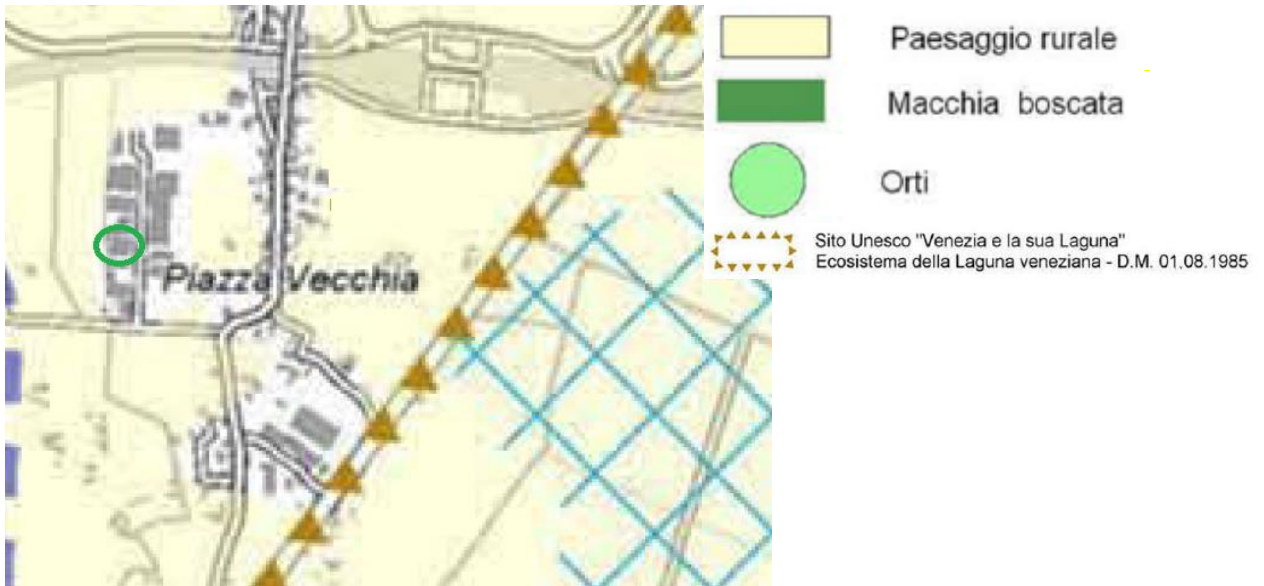 Piazza Vecchia
Paesaggio rurale
Macchia boscata
Orti
Sito Unesco "Venezia e la sua Laguna"
Ecosistema della Laguna veneziana - D.M. 01.08.1985